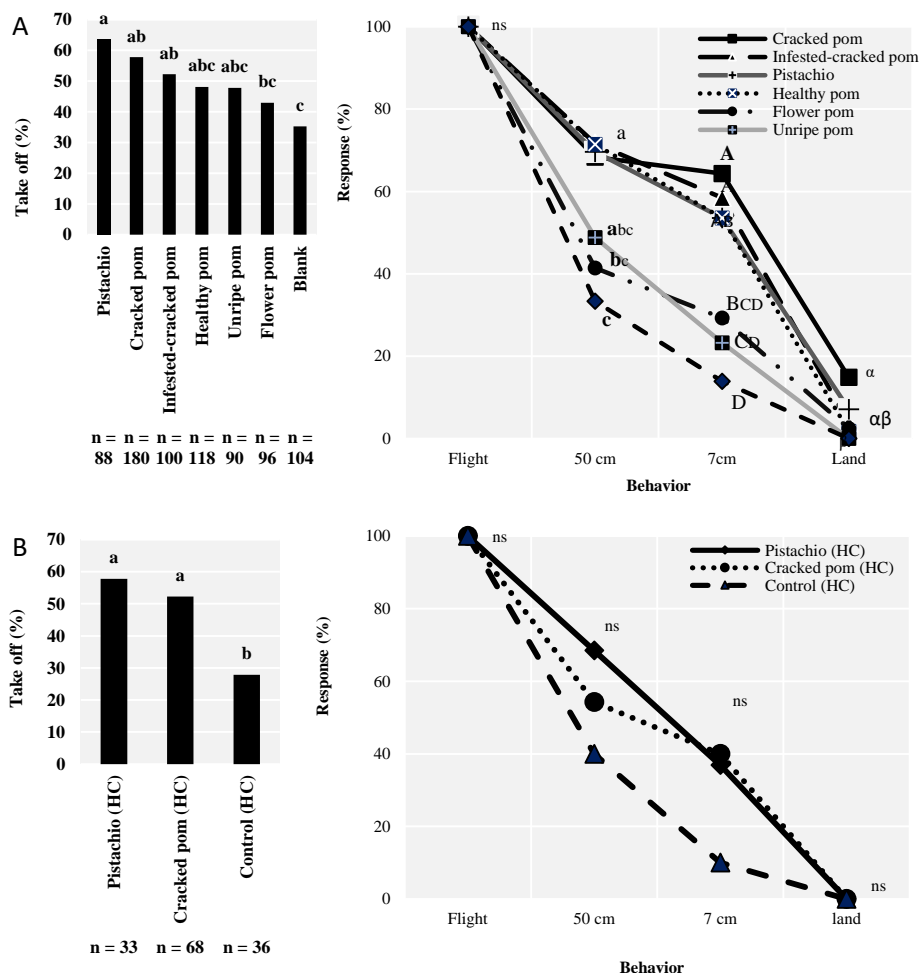 A
70
60
50
40
30
20
10
0
Take off (%)
a
ab
ab
abc
abc
bc
c
Pistachio
Cracked pom
Infested-cracked pom
Healthy pom
Unripe pom
Flower pom
Blank
n = n = n = n = n = n = n =
88 180 100 118 90 96 104
100
80
60
40
20
0
Response (%)
ns
a
abc
bc
c
A
A
AB
BCD
CD
D
α
αβ
Cracked pom
Infested-cracked pom
Pistachio
Healthy pom
Flower pom
Unripe pom
Flight 50 cm 7cm Land
Behavior
B
70
60
50
40
30
20
10
0
Take off (%)
a
a
b
Pistachio (HC)
Cracked pom (HC)
Control (HC)
n = 33 n = 68 n = 36
100
80
60
40
20
0
Response (%)
ns
ns
ns
ns
Pistachio (HC)
Cracked pom (HC)
Control (HC)
Flight 50 cm 7 cm land
Behavior